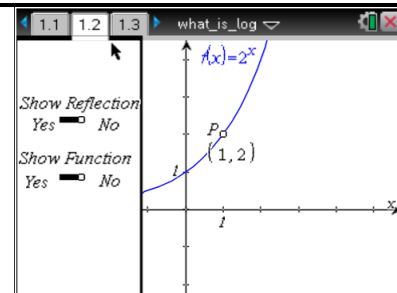 1.1 1.2 1.3 what_is_log
f(x)=2^x
Show Reflection
Yes No
P
(1,2)
Show Function
Yes No
1
x
1